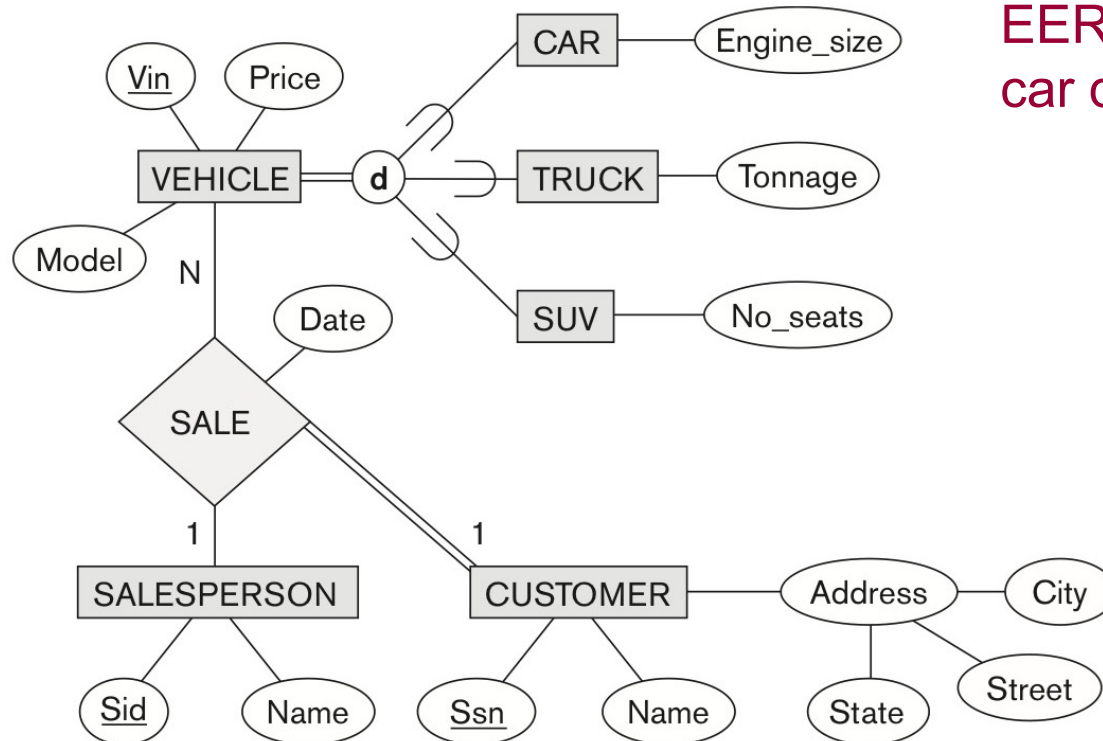 EER
car
CAR
Engine_size
Vin
Price
VEHICLE
d
TRUCK
Tonnage
Model
N
SUV
No_seats
Date
SALE
1
1
SALESPERSON
CUSTOMER
Address
City
Sid
Name
Ssn
Name
State
Street